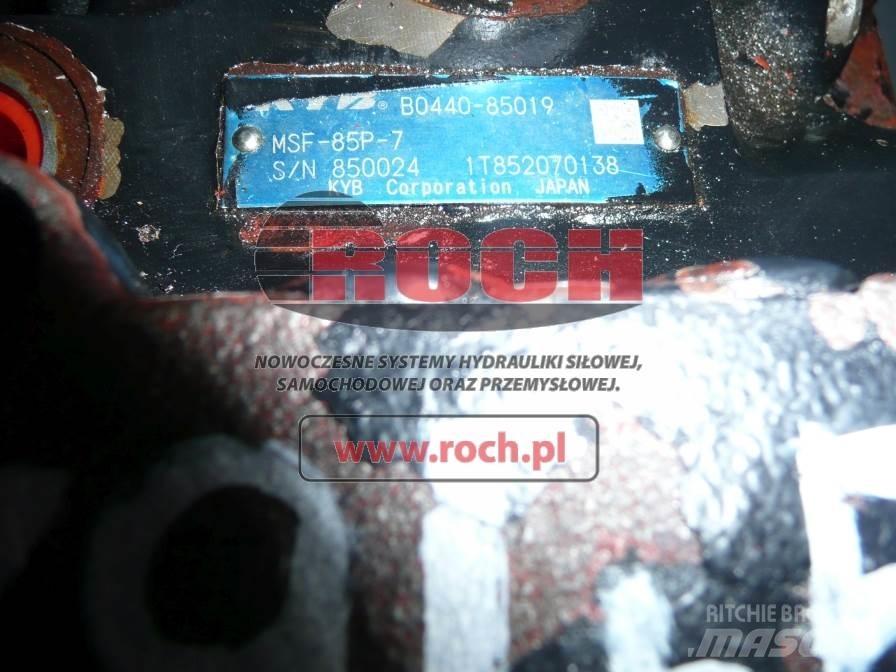 KYB® B0440-85019
MSF-85P-7
S/N 850024 1T852070138
KYB Corporation JAPAN
ROCH
NOWOCZESNE SYSTEMY HYDRAULIKI SIŁOWEJ,
SAMOCHODOWEJ ORAZ PRZEMYSŁOWEJ.
www.roch.pl
RITCHIE BR